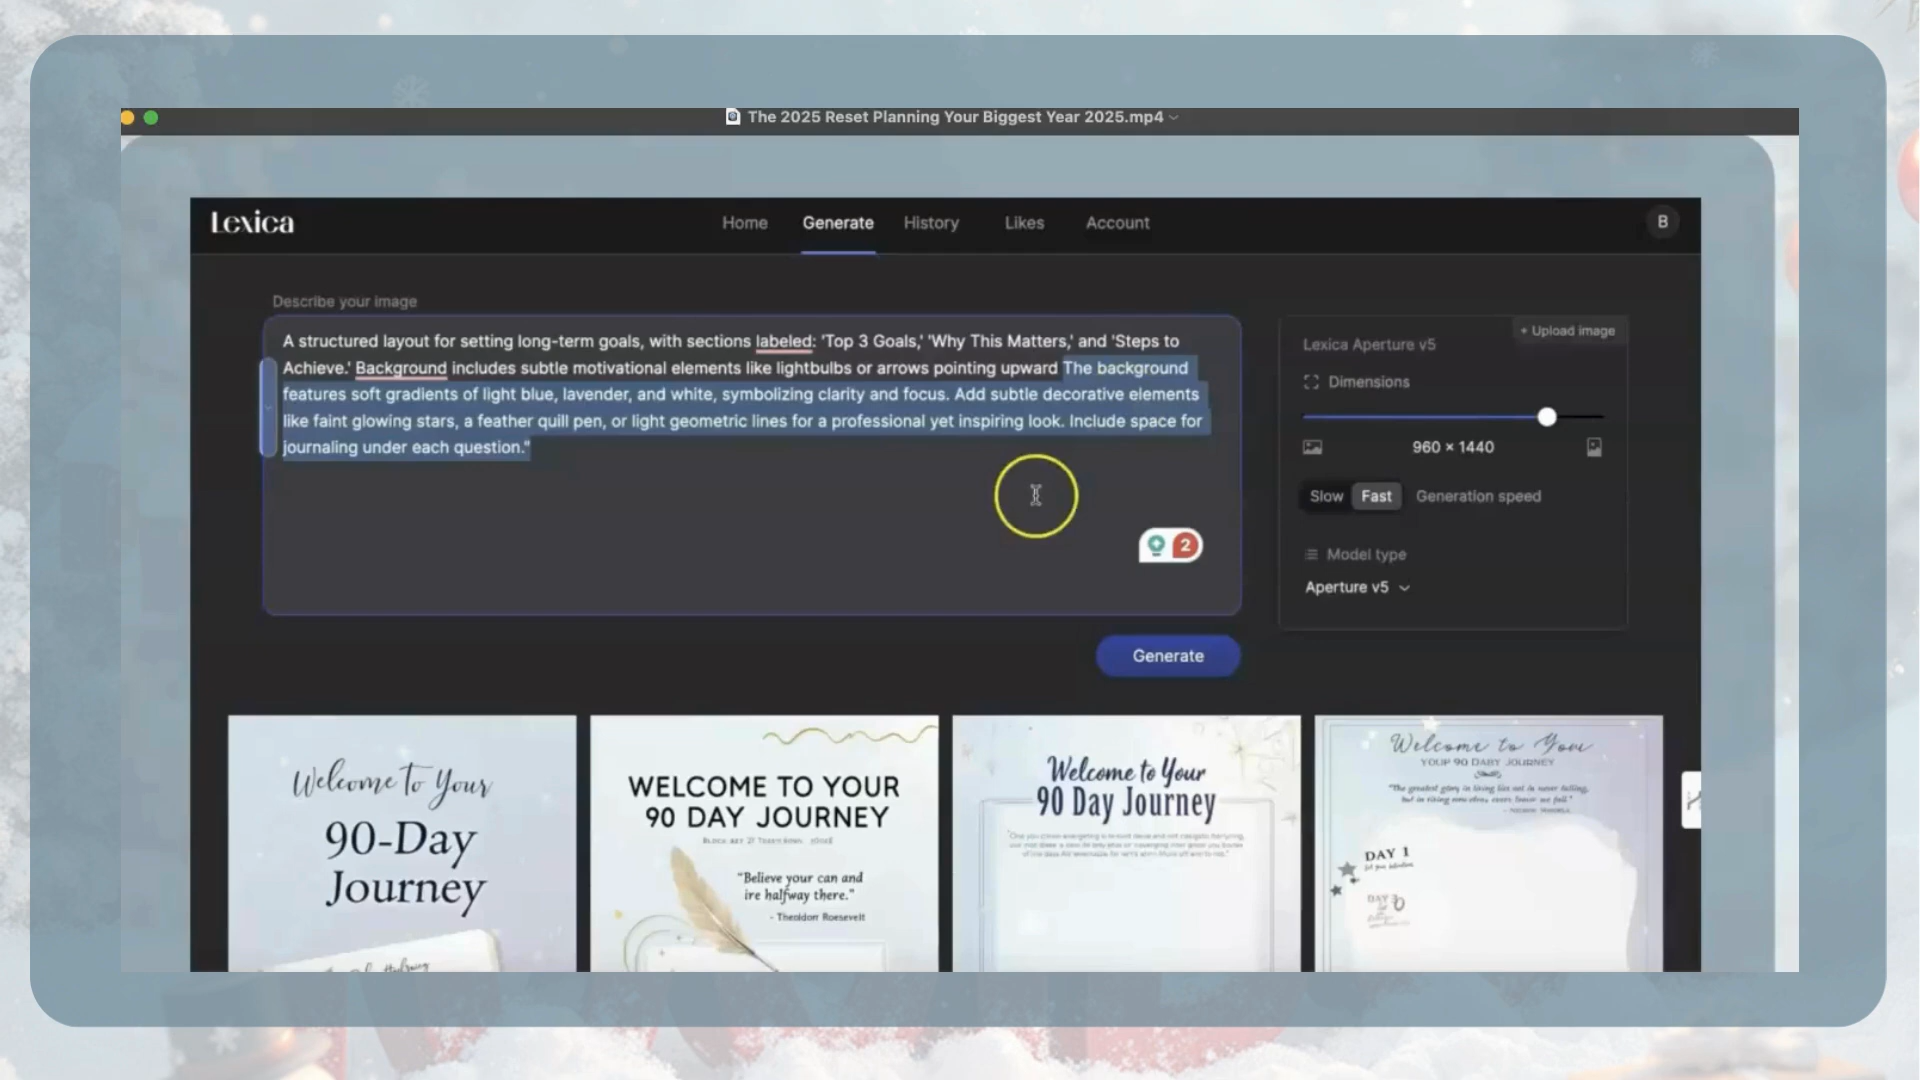 The 2025 Reset Planning Your Biggest Year 2025.mp4
Lexica
Home Generate History Likes Account
B
Describe your image
A structured layout for setting long-term goals, with sections labeled: 'Top 3 Goals,' 'Why This Matters,' and 'Steps to
Achieve.' Background includes subtle motivational elements like lightbulbs or arrows pointing upward The background
features soft gradients of light blue, lavender, and white, symbolizing clarity and focus. Add subtle decorative elements
like faint glowing stars, a feather quill pen, or light geometric lines for a professional yet inspiring look. Include space for
journaling under each question."
2
+ Upload image
Lexica Aperture v5
Dimensions
960 × 1440
Slow Fast Generation speed
Model type
Aperture v5
Generate
Welcome to Your
90-Day
Journey
WELCOME TO YOUR
90 DAY JOURNEY
"Believe your can and
ire halfway there."
- Theoldorr Roesevelt
Welcome to Your
90 Day Journey
Welcome to You
YOUP 90 DABY JOURNEY
DAY 1